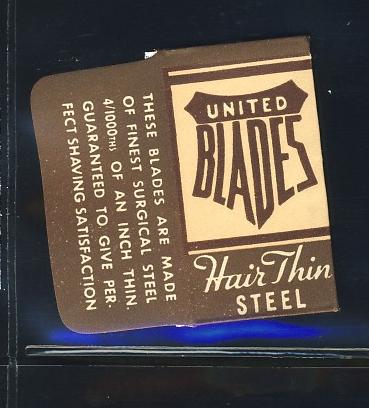 UNITED
BLADES
Hair Thin
STEEL
THESE BLADES ARE MADE
OF FINEST SURGICAL STEEL
4/1000THS OF AN INCH THIN.
GUARANTEED TO GIVE PER-
FECT SHAVING SATISFACTION